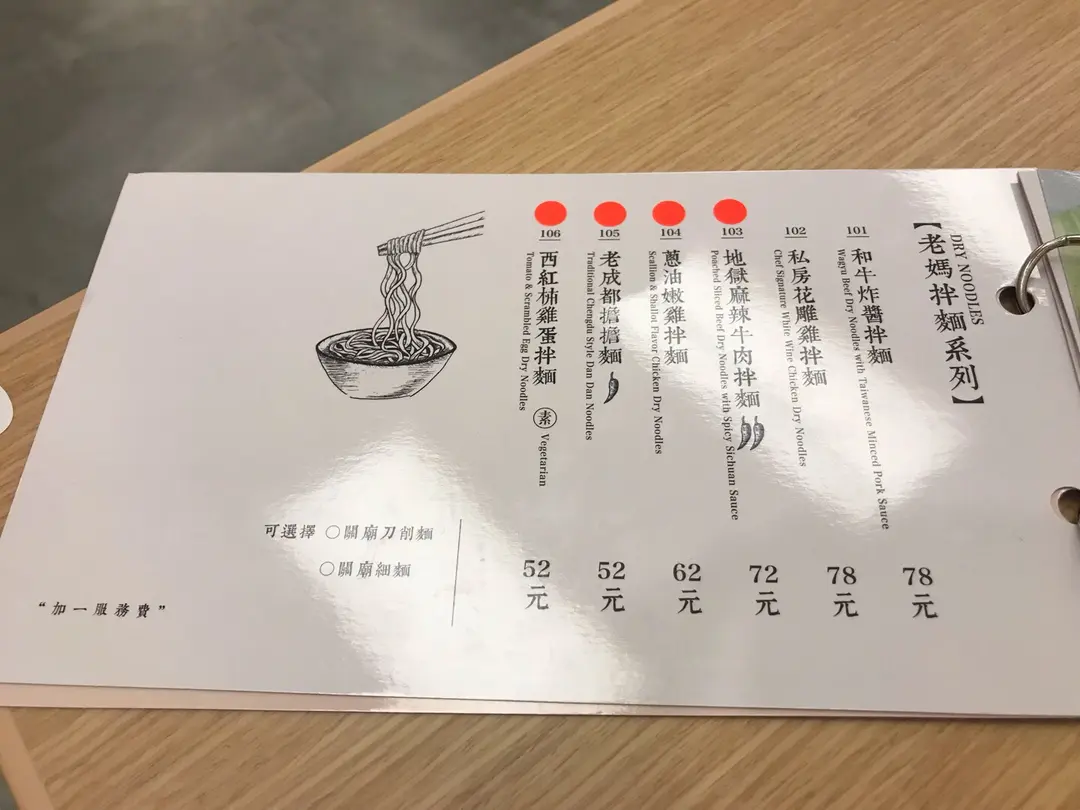 【老媽拌麵系列】
DRY NOODLES
101
和牛炸醬拌麵
Wagyu Beef Dry Noodles with Taiwanese Minced Pork Sauce
78元
102
私房花雕雞拌麵
Chef Signature White Wine Chicken Dry Noodles
78元
103
地獄麻辣牛肉拌麵
Poached Sliced Beef Dry Noodles with Spicy Sichuan Sauce
72元
104
蔥油嫩雞拌麵
Scallion & Shallot Flavor Chicken Dry Noodles
62元
105
老成都擔擔麵
Traditional Chengdu Style Dan Dan Noodles
52元
106
西紅柿雞蛋拌麵 素 Vegetarian
Tomato & Scrambled Egg Dry Noodles
52元
可選擇 ○關廟刀削麵
○關廟細麵
“加一服務費”